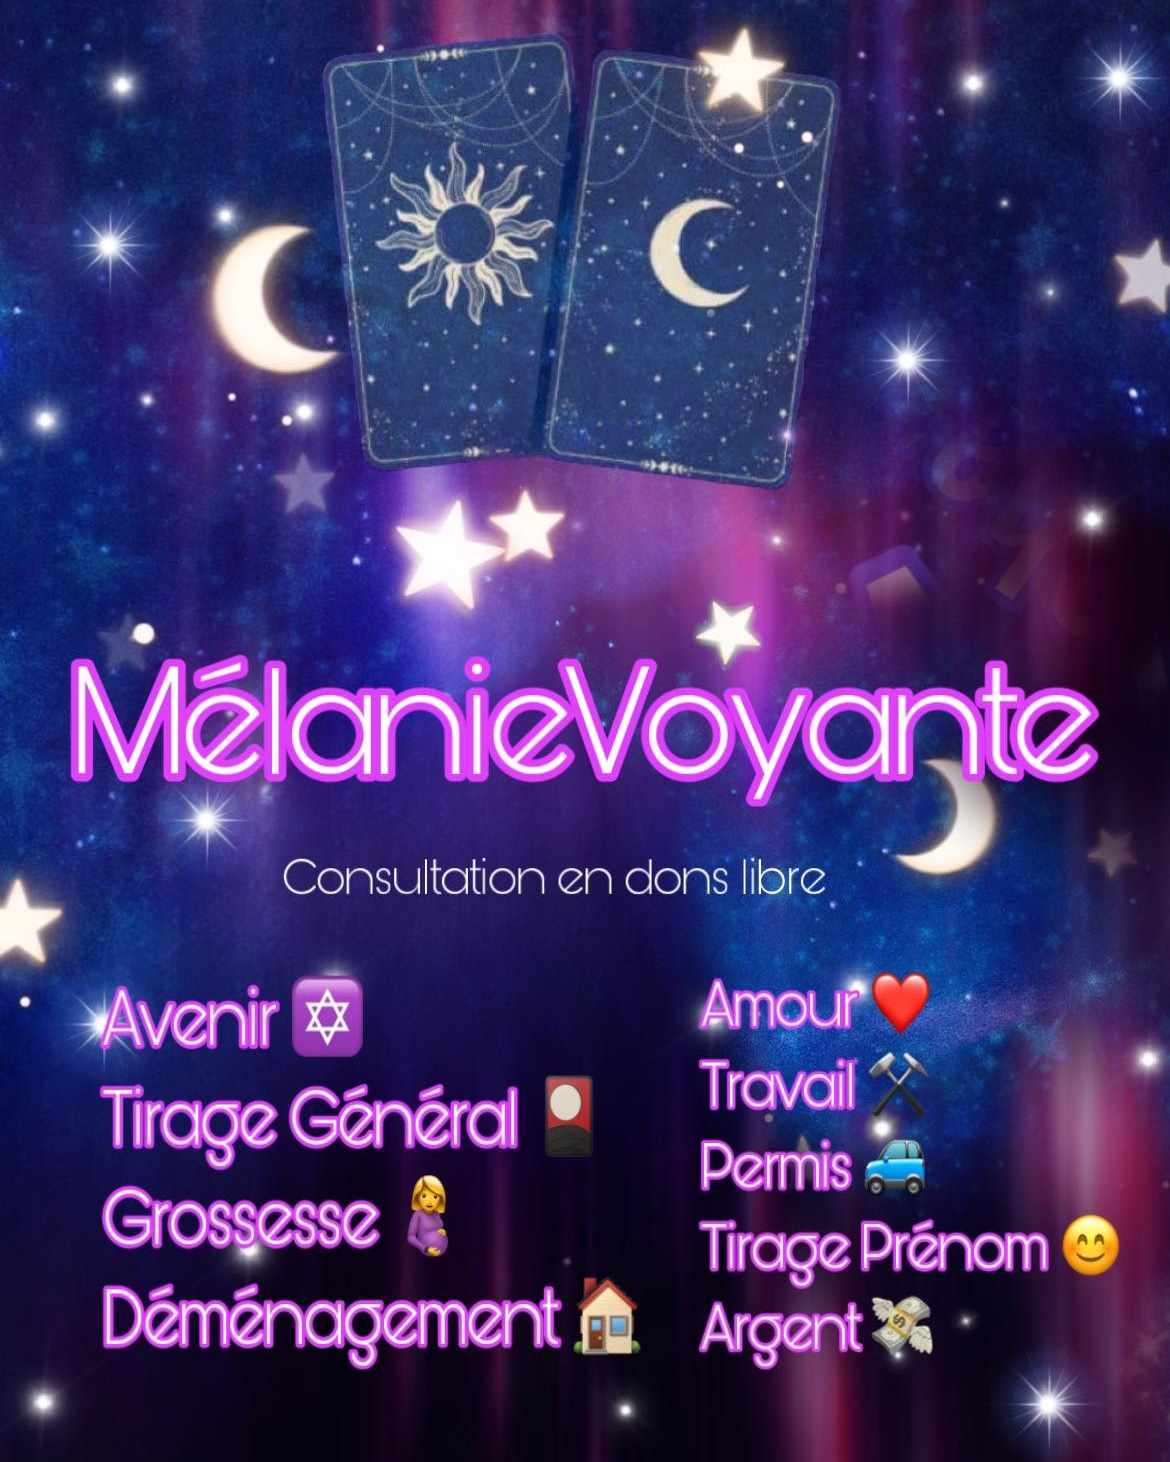 MélanieVoyante
Consultation en dons libre
Avenir
Tirage Général
Grossesse
Déménagement
Amour
Travail
Permis
Tirage Prénom
Argent